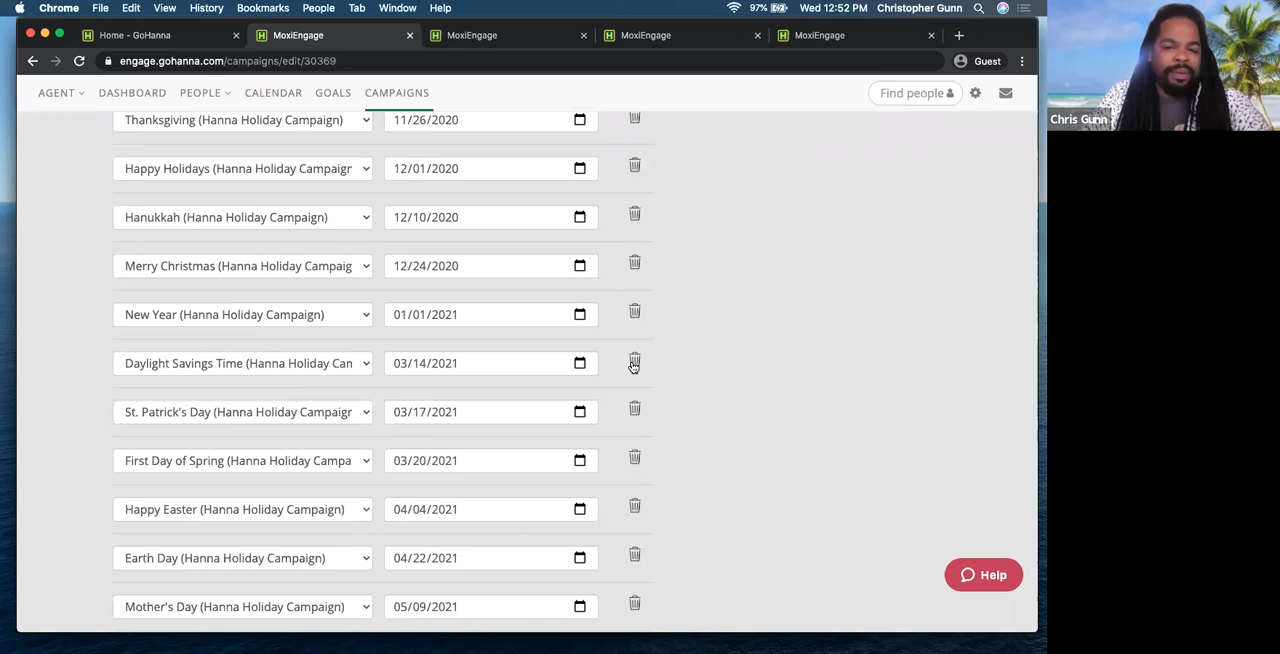 Chrome File Edit View History Bookmarks People Tab Window Help 97% Wed 12:52 PM Christopher Gunn
Home - GoHanna MoxiEngage MoxiEngage MoxiEngage MoxiEngage
engage.gohanna.com/campaigns/edit/30369 Guest
AGENT DASHBOARD PEOPLE CALENDAR GOALS CAMPAIGNS Find people
Chris Gunn
Thanksgiving (Hanna Holiday Campaign) 11/26/2020
Happy Holidays (Hanna Holiday Campaigr 12/01/2020
Hanukkah (Hanna Holiday Campaign) 12/10/2020
Merry Christmas (Hanna Holiday Campaig 12/24/2020
New Year (Hanna Holiday Campaign) 01/01/2021
Daylight Savings Time (Hanna Holiday Can 03/14/2021
St. Patrick's Day (Hanna Holiday Campaigr 03/17/2021
First Day of Spring (Hanna Holiday Campa 03/20/2021
Happy Easter (Hanna Holiday Campaign) 04/04/2021
Earth Day (Hanna Holiday Campaign) 04/22/2021
Help
Mother's Day (Hanna Holiday Campaign) 05/09/2021